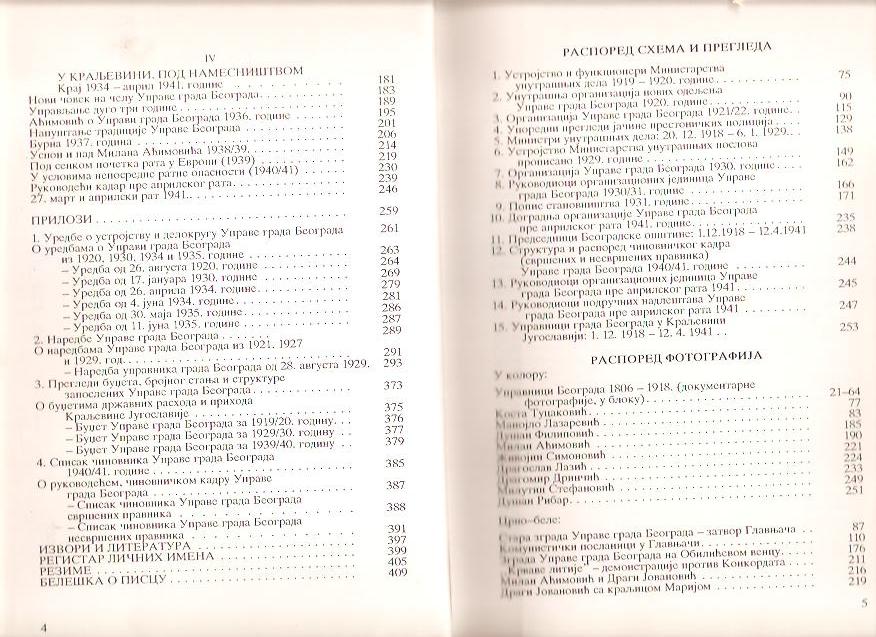 IV
У КРАЉЕВИНИ, ПОД НАМЕСНИШТВОМ
Крај 1934 – април 1941. године 181
Нови човек на челу Управе града Београда 183
Управљање дуго три године 189
Аћимовић о Управи града Београда 1936. године 195
Напуштање традиције Управе Београда 201
Бурна 1937. година 206
Успон и над Милана Аћимовића 1938/39. 214
Под сенком почетка рата у Европи (1939) 219
У условима непосредне ратне опасности (1940/41) 230
Руководећи кадар пре априлског рата 239
27. март и априлски рат 1941. 246
ПРИЛОЗИ 259
1. Уредбе о устројству и делокругу Управе града Београда 261
О уредбама о Управи града Београда
из 1920, 1930, 1934 и 1935. године 263
– Уредба од 26. августа 1920. године 264
– Уредба од 17. јануара 1930. године 269
– Уредба од 26. априла 1934. године 279
– Уредба од 4. јуна 1934. године 281
– Уредба од 30. маја 1935. године 286
– Уредба од 11. јуна 1935. године 287
2. Наредбе Управе града Београда 289
О наредбама Управе града Београда из 1921, 1927
и 1929. год. 291
– Наредба управника града Београда од 28. августа 1929. 293
3. Прегледи буџета, бројног стања и структуре
запослених Управе града Београда 373
О буџетима државних расхода и прихода
Краљевине Југославије 375
– Буџет Управе града Београда за 1919/20. годину 376
– Буџет Управе града Београда за 1929/30. годину 377
– Буџет Управе града Београда за 1939/40. годину 379
4. Списак чиновника Управе града Београда
1940/41. године 385
О руководећем, чиновничком кадру Управе
града Београда 387
– Списак чиновника Управе града Београда
свршених правника 388
– Списак чиновника Управе града Београда
несвршених правника 391
ИЗВОРИ И ЛИТЕРАТУРА 397
РЕГИСТАР ЛИЧНИХ ИМЕНА 399
РЕЗИМЕ 405
БЕЛЕШКА О ПИСЦУ 409
4
РАСПОРЕД СХЕМА И ПРЕГЛЕДА
1. Устројство и функционери Министарства
унутрашњих дела 1919 – 1920. године 75
2. Унутрашња организација нових одељења
Управе града Београда 1920. године 90
3. Организација Управе града Београда 1921/22. године 115
4. Упоредни прегледи јачине престоничких полиција 129
5. Министри унутрашњих дела: 20. 12. 1918 – 6. 1. 1929. 138
6. Устројство Министарства унутрашњих послова
прописано 1929. године 149
7. Организација Управе града Београда 1930. године 162
8. Руководиоци организационих јединица Управе
града Београда 1930/31. године 166
9. Попис становништва 1931. године 171
10. Доградња организације Управе града Београда
пре априлског рата 1941. године 235
11. Председници Београдске општине: 1.12.1918 – 12.4.1941 238
12. Структура и распоред чиновничког кадра
(свршених и несвршених правника)
Управе града Београда 1940/41. године 244
13. Руководиоци организационих јединица Управе
града Београда пре априлског рата 1941. 245
14. Руководиоци подручних надлештава Управе
града Београда пре априлског рата 1941 247
15. Управници града Београда у Краљевини
Југославији: 1. 12. 1918 – 12. 4. 1941. 253
РАСПОРЕД ФОТОГРАФИЈА
У колору:
Управници Београда 1806 – 1918. (документарне
фотографије, у блоку) 21–64
Коста Туцаковић 77
Манојло Лазаревић 83
Душан Филиповић 185
Милан Аћимовић 190
Живојин Симоновић 221
Драгослав Лазић 224
Драгомир Дринчић 233
Милутин Стефановић 249
Душан Рибар 251
Црно-беле:
Стара зграда Управе града Београда – затвор Главњача 87
Комунистички посланици у Главњачи 110
Зграда Управе града Београда на Обилићевом венцу 176
„Крваве литије" – демонстрације против Конкордата 211
Милан Аћимовић и Драги Јовановић 216
Драги Јовановић са краљицом Маријом 219
5